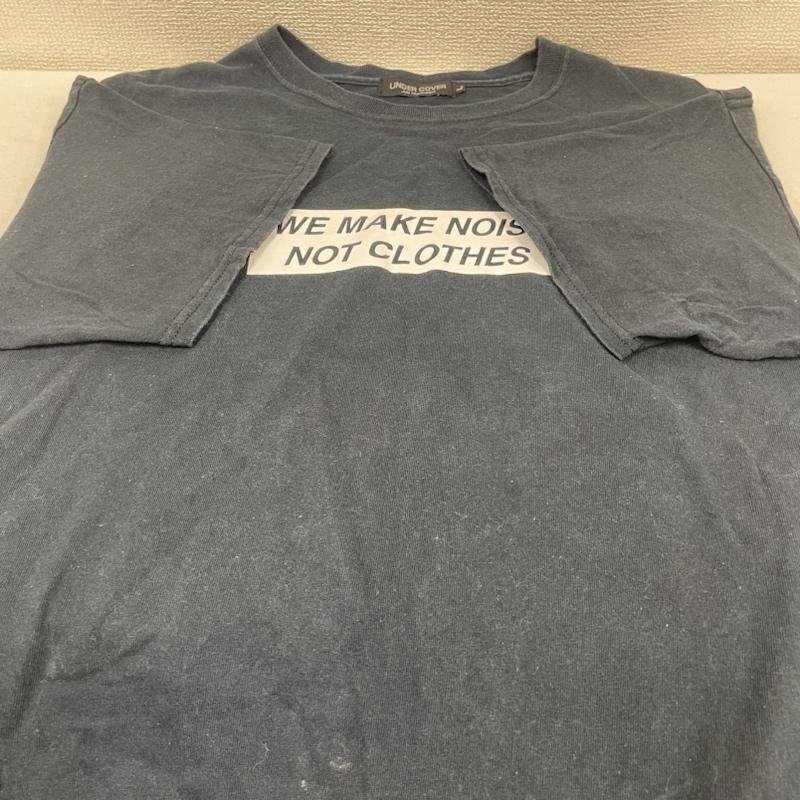 UNDER COVER
L
WE MAKE NOIS
NOT CLOTHES